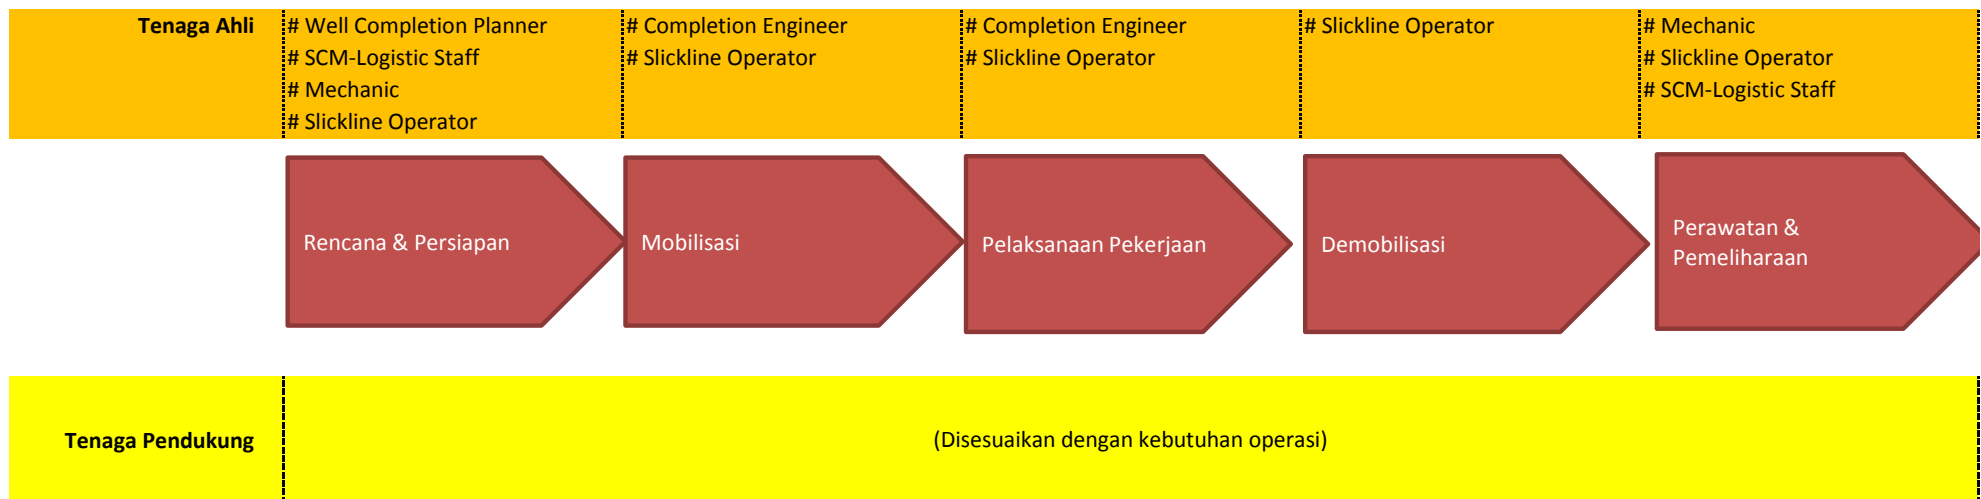 Tenaga Ahli
# Well Completion Planner
# SCM-Logistic Staff
# Mechanic
# Slickline Operator
# Completion Engineer
# Slickline Operator
# Completion Engineer
# Slickline Operator
# Slickline Operator
# Mechanic
# Slickline Operator
# SCM-Logistic Staff
Rencana & Persiapan
Mobilisasi
Pelaksanaan Pekerjaan
Demobilisasi
Perawatan &
Pemeliharaan
Tenaga Pendukung
(Disesuaikan dengan kebutuhan operasi)